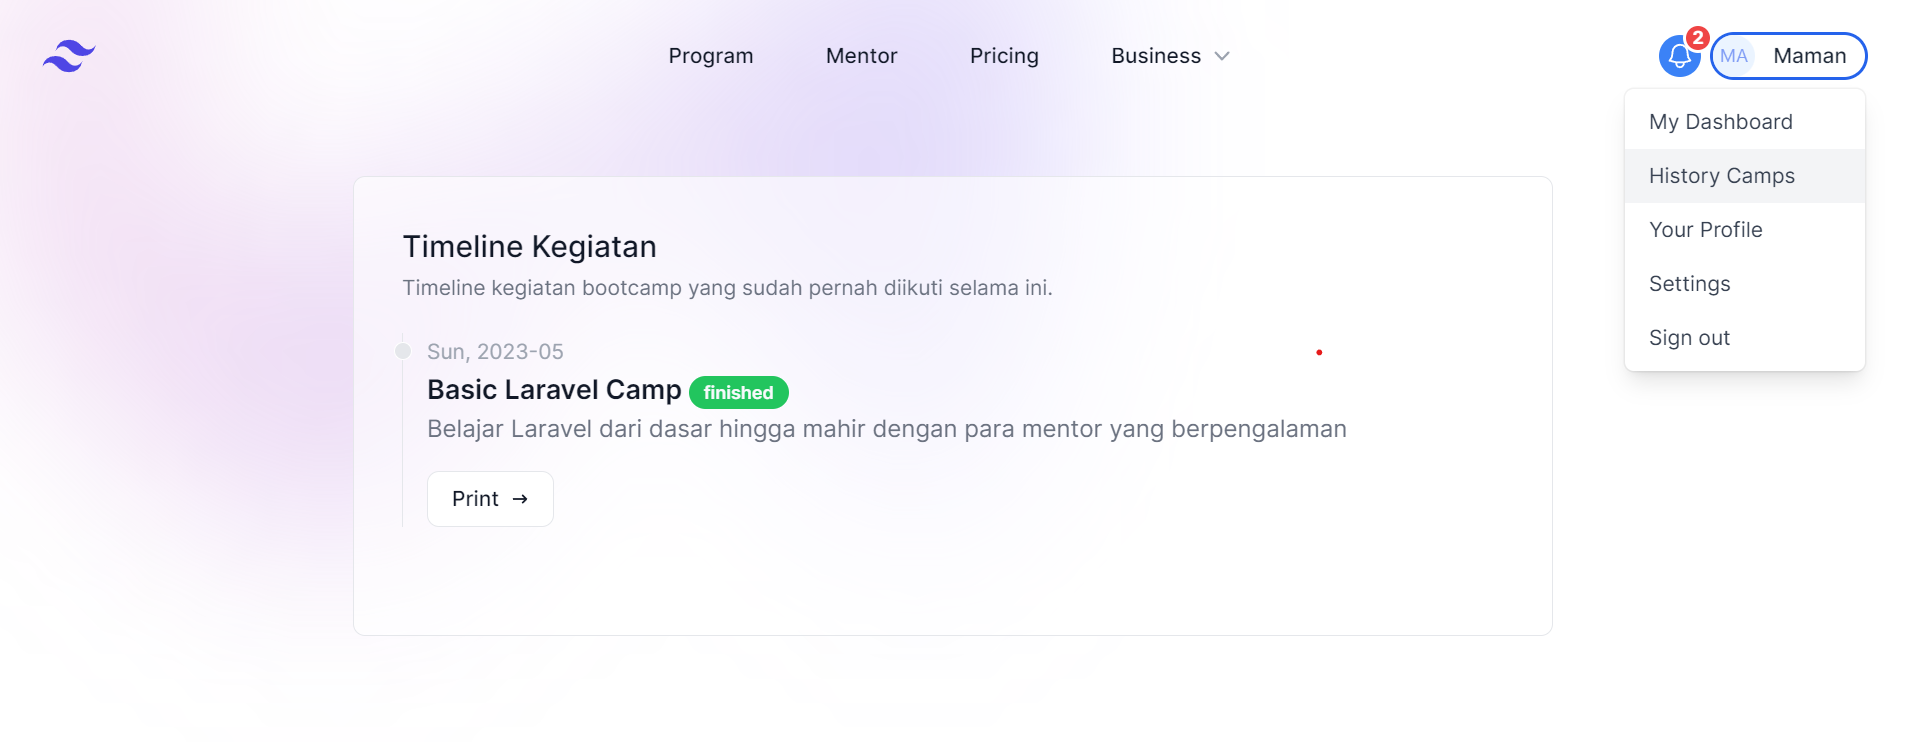 Program
Mentor
Pricing
Business
2
MA
Maman
My Dashboard
History Camps
Your Profile
Settings
Sign out
Timeline Kegiatan
Timeline kegiatan bootcamp yang sudah pernah diikuti selama ini.
Sun, 2023-05
Basic Laravel Camp finished
Belajar Laravel dari dasar hingga mahir dengan para mentor yang berpengalaman
Print →